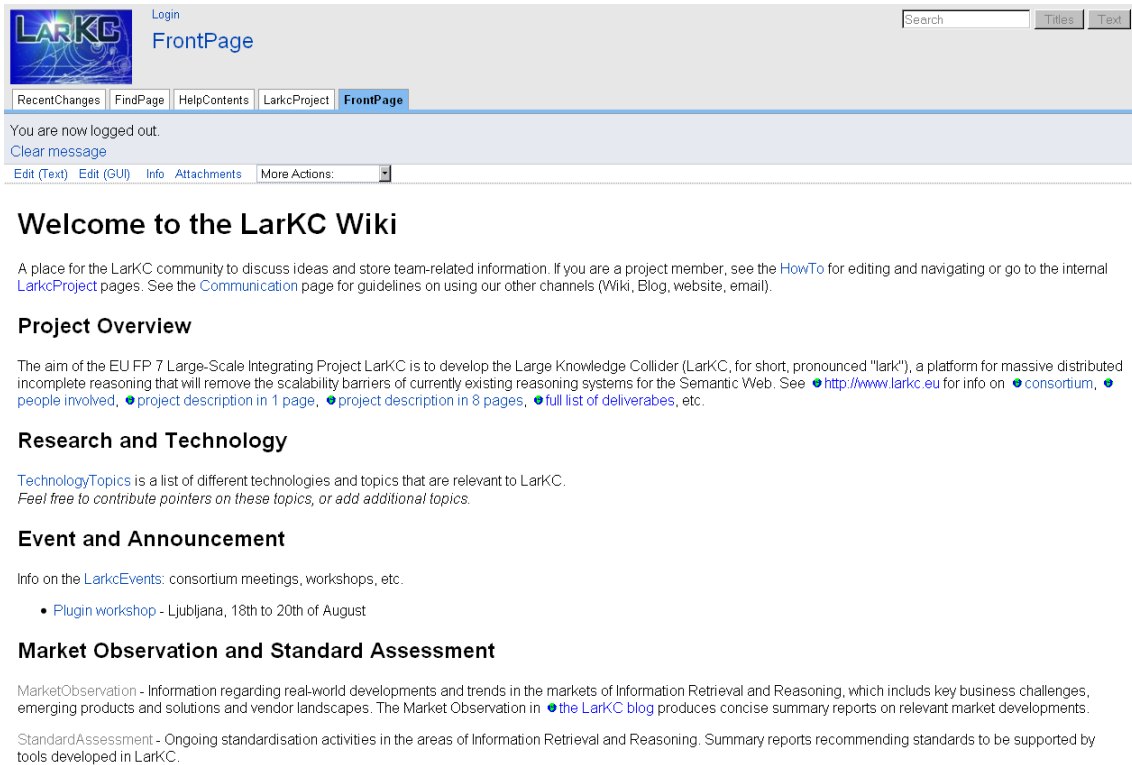 LARKC
Login
FrontPage
Search Titles Text
RecentChanges FindPage HelpContents LarkcProject FrontPage
You are now logged out.
Clear message
Edit (Text) Edit (GUI) Info Attachments More Actions:
Welcome to the LarKC Wiki
A place for the LarKC community to discuss ideas and store team-related information. If you are a project member, see the HowTo for editing and navigating or go to the internal
LarkcProject pages. See the Communication page for guidelines on using our other channels (Wiki, Blog, website, email).
Project Overview
The aim of the EU FP 7 Large-Scale Integrating Project LarKC is to develop the Large Knowledge Collider (LarKC, for short, pronounced "lark"), a platform for massive distributed
incomplete reasoning that will remove the scalability barriers of currently existing reasoning systems for the Semantic Web. See http://www.larkc.eu for info on consortium,
people involved, project description in 1 page, project description in 8 pages, full list of deliverabes, etc.
Research and Technology
TechnologyTopics is a list of different technologies and topics that are relevant to LarKC.
Feel free to contribute pointers on these topics, or add additional topics.
Event and Announcement
Info on the LarkcEvents: consortium meetings, workshops, etc.
• Plugin workshop - Ljubljana, 18th to 20th of August
Market Observation and Standard Assessment
MarketObservation - Information regarding real-world developments and trends in the markets of Information Retrieval and Reasoning, which includs key business challenges,
emerging products and solutions and vendor landscapes. The Market Observation in the LarKC blog produces concise summary reports on relevant market developments.
StandardAssessment - Ongoing standardisation activities in the areas of Information Retrieval and Reasoning. Summary reports recommending standards to be supported by
tools developed in LarKC.